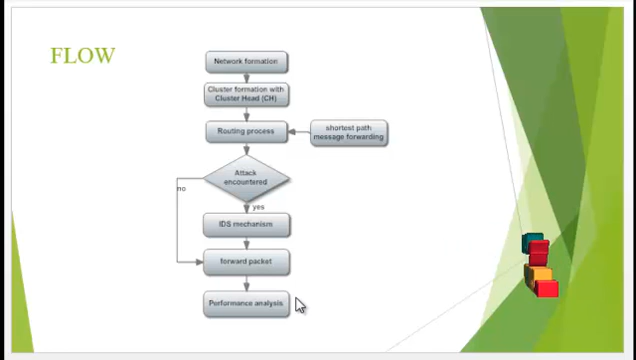 FLOW
Network formation
Cluster formation with
Cluster Head (CH)
Routing process
shortest path
message forwarding
Attack
encountered
no
yes
IDS mechanism
forward packet
Performance analysis